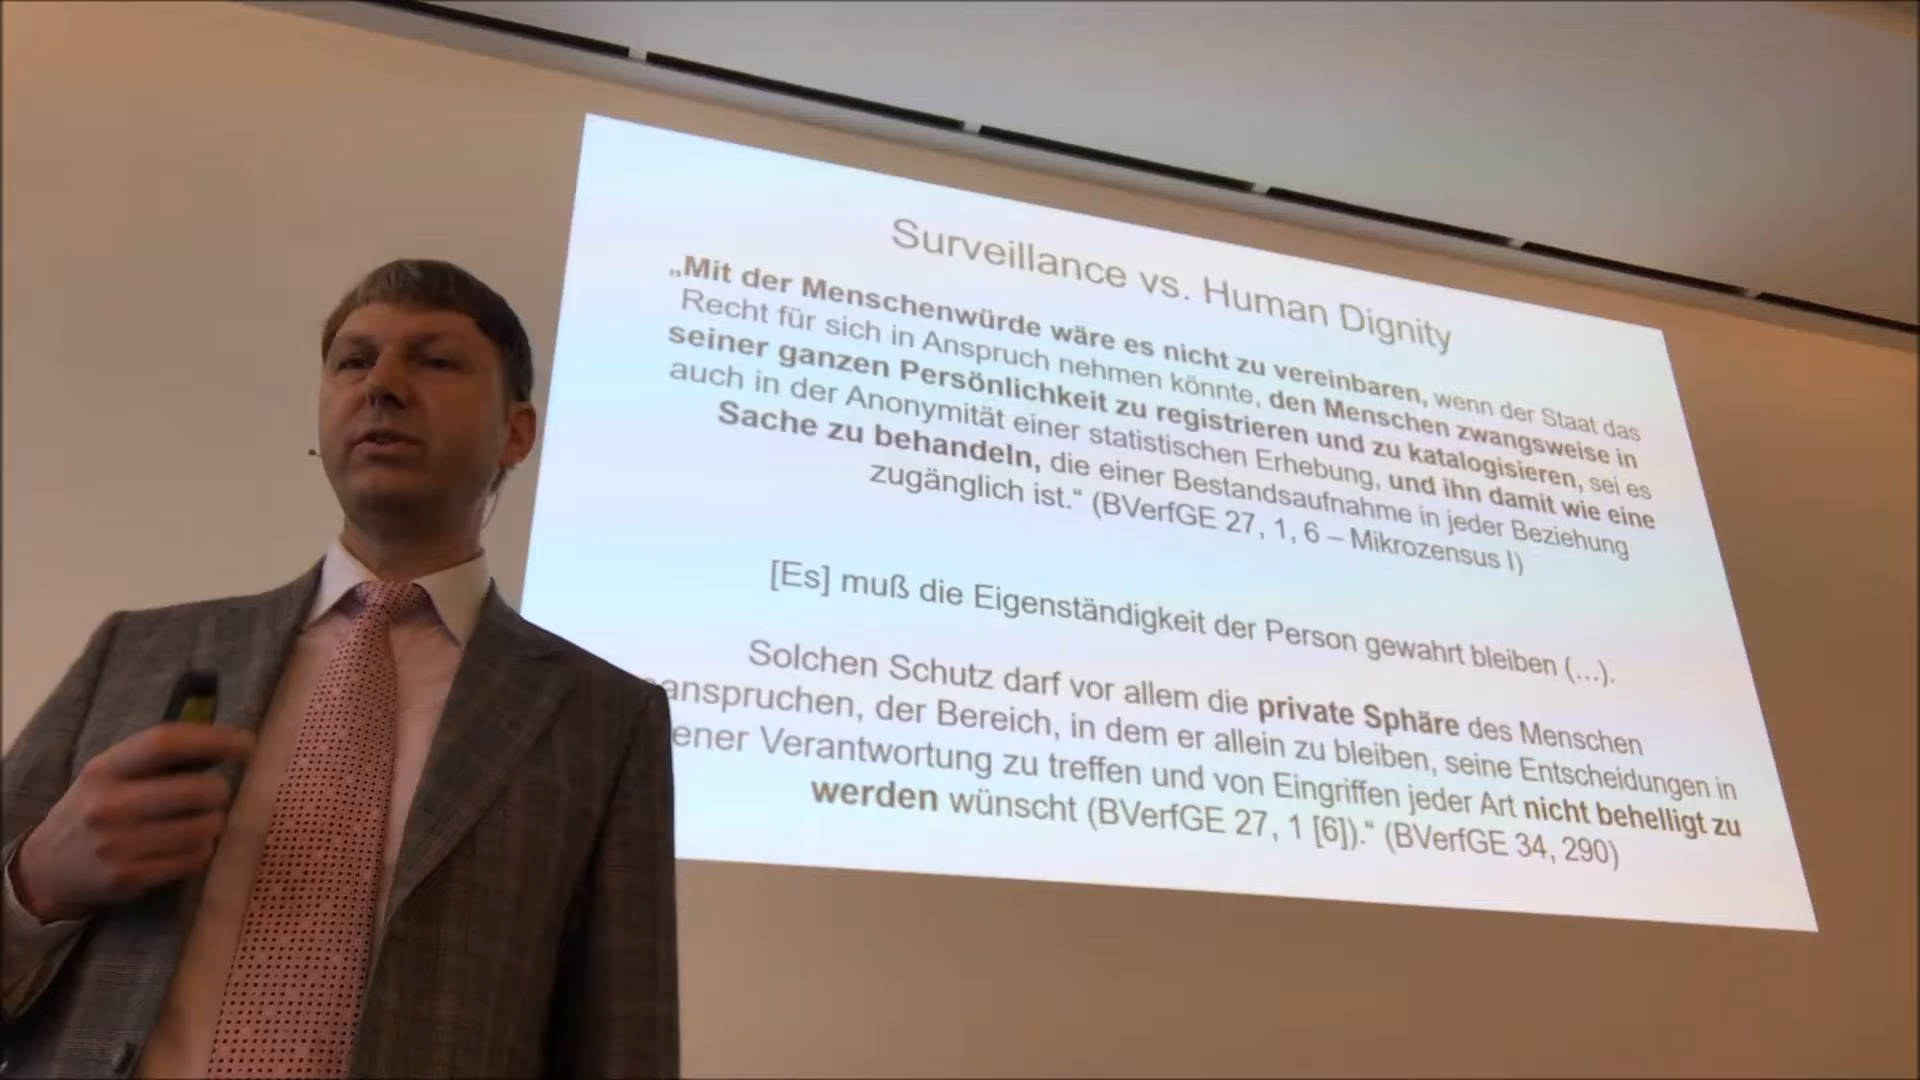 Surveillance vs. Human Dignity
„Mit der Menschenwürde wäre es nicht zu vereinbaren, wenn der Staat das
Recht für sich in Anspruch nehmen könnte, den Menschen zwangsweise in
seiner ganzen Persönlichkeit zu registrieren und zu katalogisieren, sei es
auch in der Anonymität einer statistischen Erhebung, und ihn damit wie eine
Sache zu behandeln, die einer Bestandsaufnahme in jeder Beziehung
zugänglich ist.“ (BVerfGE 27, 1, 6 – Mikrozensus I)
[Es] muß die Eigenständigkeit der Person gewahrt bleiben (...).
Solchen Schutz darf vor allem die private Sphäre des Menschen
anspruchen, der Bereich, in dem er allein zu bleiben, seine Entscheidungen in
ener Verantwortung zu treffen und von Eingriffen jeder Art nicht behelligt zu
werden wünscht (BVerfGE 27, 1 [6]).“ (BVerfGE 34, 290)